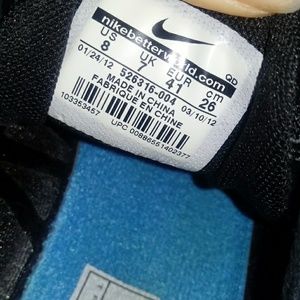 nikebetterworld.com
QD
US UK EUR cm
8 7 41 26
01/24/12 03/10/12
526316-004
MADE IN CHINA
FABRIQUE EN CHINE
103353457
UPC 00886551402377